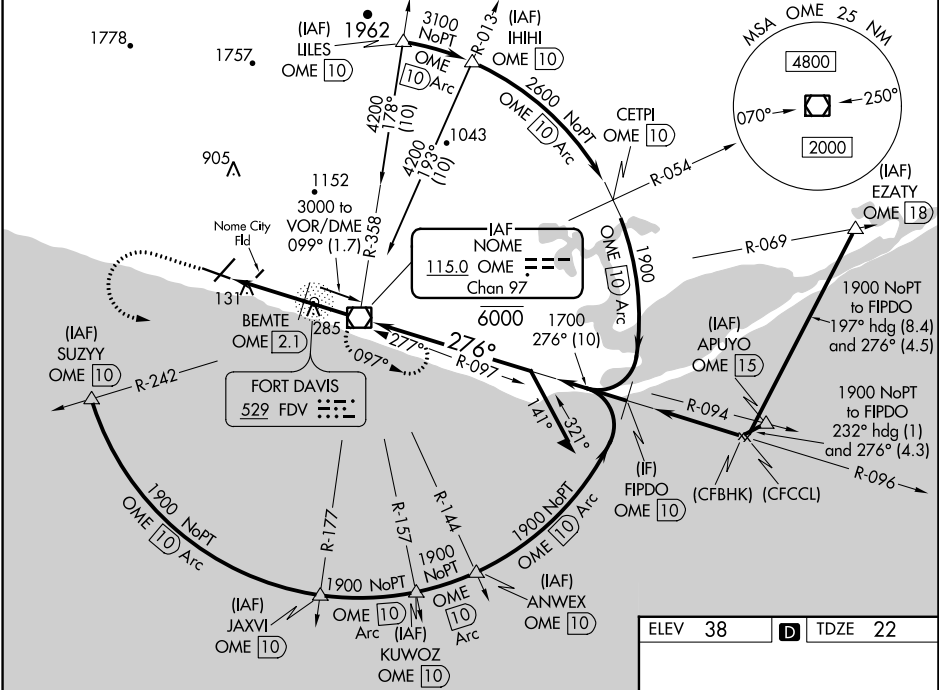 1778
1757
(IAF)
LILES
OME 10
1962
3100
NoPT
OME
10 Arc
R-013
(IAF)
IHIHI
OME 10
2600 NoPT
OME 10 Arc
4200
178°
(10)
4200
193°
(10)
1043
CETPI
OME 10
R-054
MSA OME 25 NM
4800
070°
250°
2000
905
1152
3000 to
VOR/DME
099° (1.7)
R-358
Nome City
Fld
IAF
NOME
115.0 OME
Chan 97
6000
1900
OME 10 Arc
R-069
(IAF)
EZATY
OME 18
1900 NoPT
to FIPDO
197° hdg (8.4)
and 276° (4.5)
131
BEMTE
OME 2.1
285
FORT DAVIS
529 FDV
277°
097°
276°
R-097
1700
276° (10)
141°
321°
(IAF)
APUYO
OME 15
R-094
1900 NoPT
to FIPDO
232° hdg (1)
and 276° (4.3)
R-096
(IF)
FIPDO
OME 10
(CFBHK)
(CFCCL)
(IAF)
SUZYY
OME 10
R-242
1900 NoPT
OME 10 Arc
R-177
R-157
R-144
1900 NoPT
OME 10
Arc
1900
NoPT
OME
10
Arc
1900 NoPT
OME 10 Arc
(IAF)
JAXVI
OME 10
(IAF)
KUWOZ
OME 10
(IAF)
ANWEX
OME 10
ELEV 38
D
TDZE 22